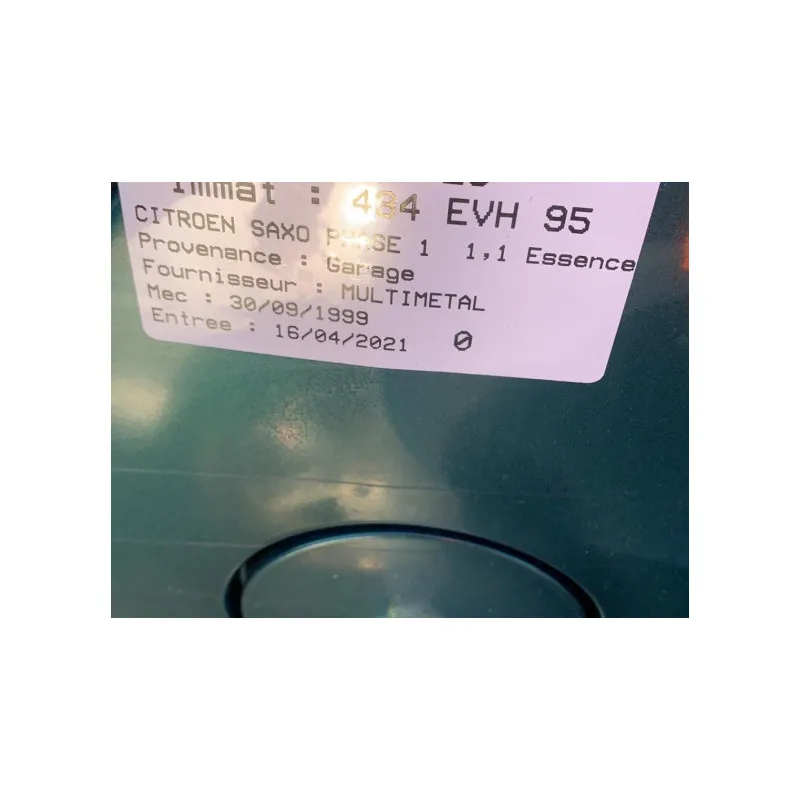 Immat : 434 EVH 95
CITROEN SAXO PHASE 1 1,1 Essence
Provenance : Garage
Fournisseur : MULTIMETAL
Mec : 30/09/1999
Entree : 16/04/2021 0